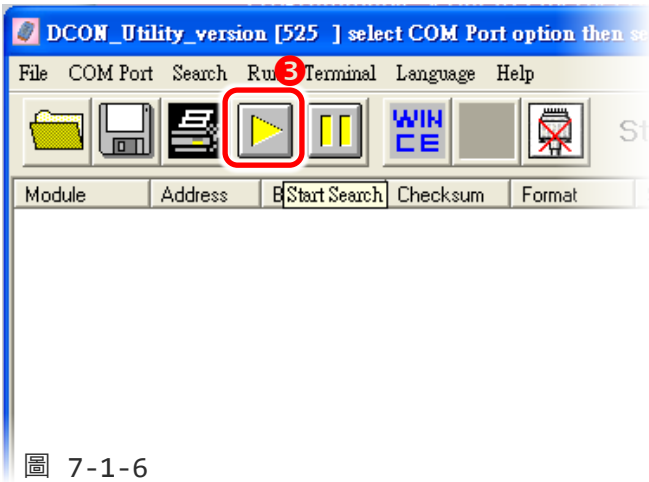 DCON_Utility_version [525 ] select COM Port option then se
File COM Port Search Ru 3 Terminal Language Help
WIN
CE
St
Module Address B Start Search Checksum Format
圖 7-1-6